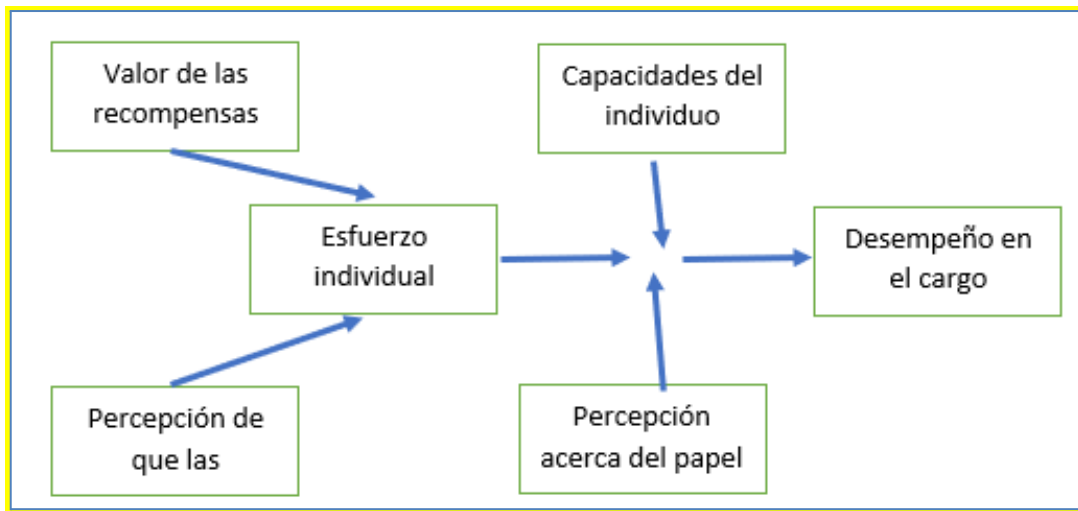 Valor de las
recompensas
Capacidades del
individuo
Esfuerzo
individual
Desempeño en
el cargo
Percepción de
que las
Percepción
acerca del papel